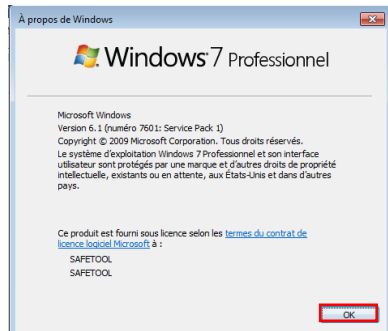 À propos de Windows
Windows 7 Professionnel
Microsoft Windows
Version 6.1 (numéro 7601: Service Pack 1)
Copyright © 2009 Microsoft Corporation. Tous droits réservés.
Le système d'exploitation Windows 7 Professionnel et son interface
utilisateur sont protégés par une marque et d'autres droits de propriété
intellectuelle, existants ou en attente, aux États-Unis et dans d'autres
pays.
Ce produit est fourni sous licence selon les termes du contrat de
licence logiciel Microsoft à :
SAFETOOL
SAFETOOL
OK